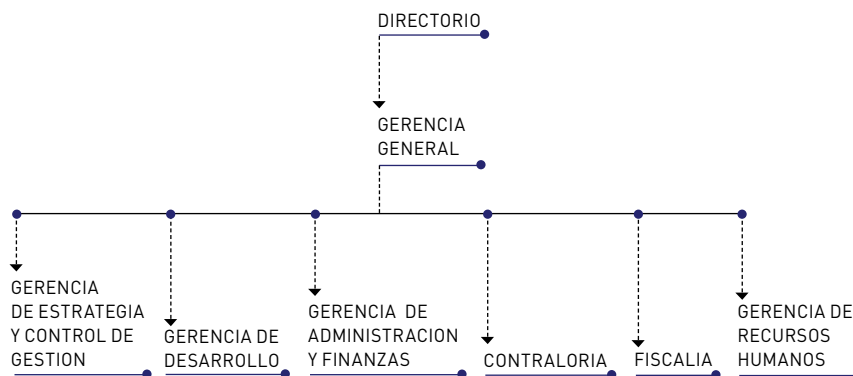 DIRECTORIO
GERENCIA
GENERAL
GERENCIA
DE ESTRATEGIA
Y CONTROL DE
GESTION
GERENCIA DE
DESARROLLO
GERENCIA DE
ADMINISTRACION
Y FINANZAS
CONTRALORIA
FISCALIA
GERENCIA DE
RECURSOS
HUMANOS